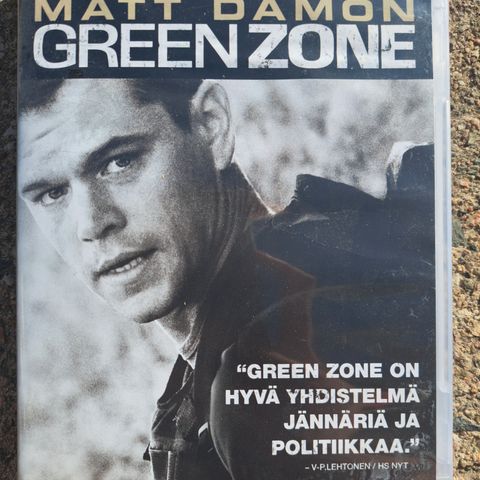 MATT DAMON
GREEN ZONE
“GREEN ZONE ON
HYVÄ YHDISTELMÄ
JÄNNÄRIÄ JA
POLITIIKKAA.”
– V-P.LEHTONEN / HS NYT